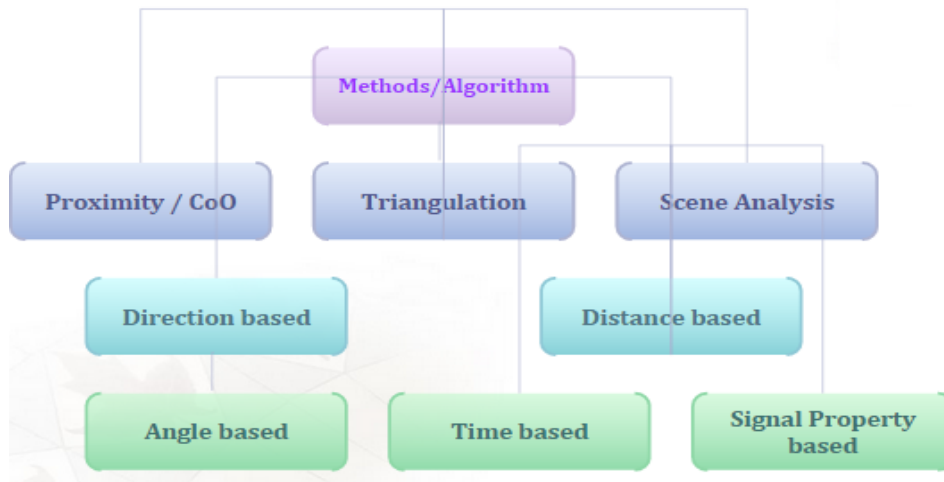 Methods/Algorithm
Proximity / CoO
Triangulation
Scene Analysis
Direction based
Distance based
Angle based
Time based
Signal Property
based